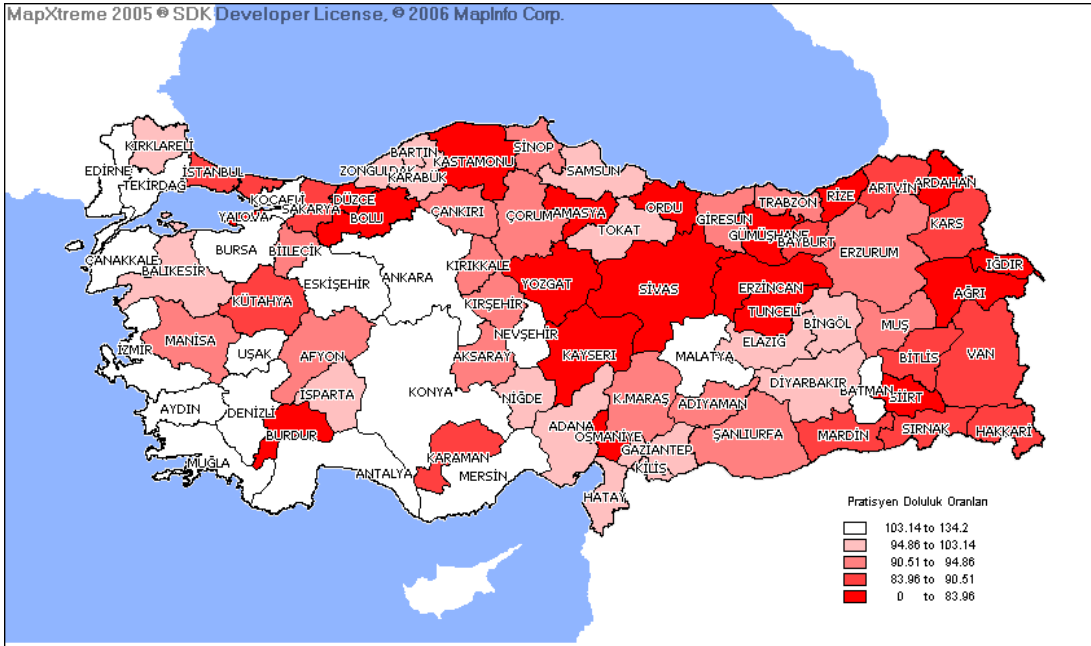 MapXtreme 2005 ® SDK Developer License, © 2006 MapInfo Corp.
KIRKLARELİ
EDİRNE
TEKİRDAĞ
İSTANBUL
KOCAELİ
YALOVA
SAKARYA
DÜZCE
BOLU
ZONGULDAK
BARTIN
KARABÜK
KASTAMONU
SİNOP
SAMSUN
ÇANKIRI
ÇORUM
AMASYA
TOKAT
ORDU
GİRESUN
TRABZON
GÜMÜŞHANE
BAYBURT
RİZE
ARTVİN
ARDAHAN
KARS
IĞDIR
AĞRI
ERZURUM
ERZİNCAN
TUNCELİ
BİNGÖL
MUŞ
BİTLİS
VAN
ÇANAKKALE
BALIKESİR
BURSA
BİLECİK
ESKİŞEHİR
ANKARA
KIRIKKALE
KIRŞEHİR
YOZGAT
SİVAS
KÜTAHYA
MANİSA
İZMİR
UŞAK
AFYON
KONYA
AKSARAY
NEVŞEHİR
KAYSERI
MALATYA
ELAZIĞ
DİYARBAKIR
BATMAN
SİİRT
SIRNAK
HAKKARİ
MARDİN
ŞANLIURFA
ADIYAMAN
K.MARAŞ
GAZIANTEP
KİLİS
HATAY
OSMANİYE
ADANA
NİĞDE
MERSİN
KARAMAN
ANTALYA
ISPARTA
BURDUR
DENİZLİ
AYDIN
MUĞLA
Pratisyen Doluluk Oranları
103.14 to 134.2
94.86 to 103.14
90.51 to 94.86
83.96 to 90.51
0 to 83.96